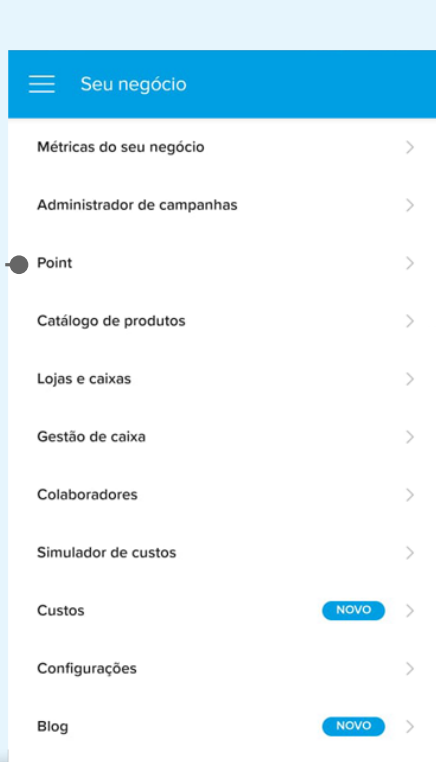 Seu negócio
Métricas do seu negócio
Administrador de campanhas
Point
Catálogo de produtos
Lojas e caixas
Gestão de caixa
Colaboradores
Simulador de custos
Custos NOVO
Configurações
Blog NOVO